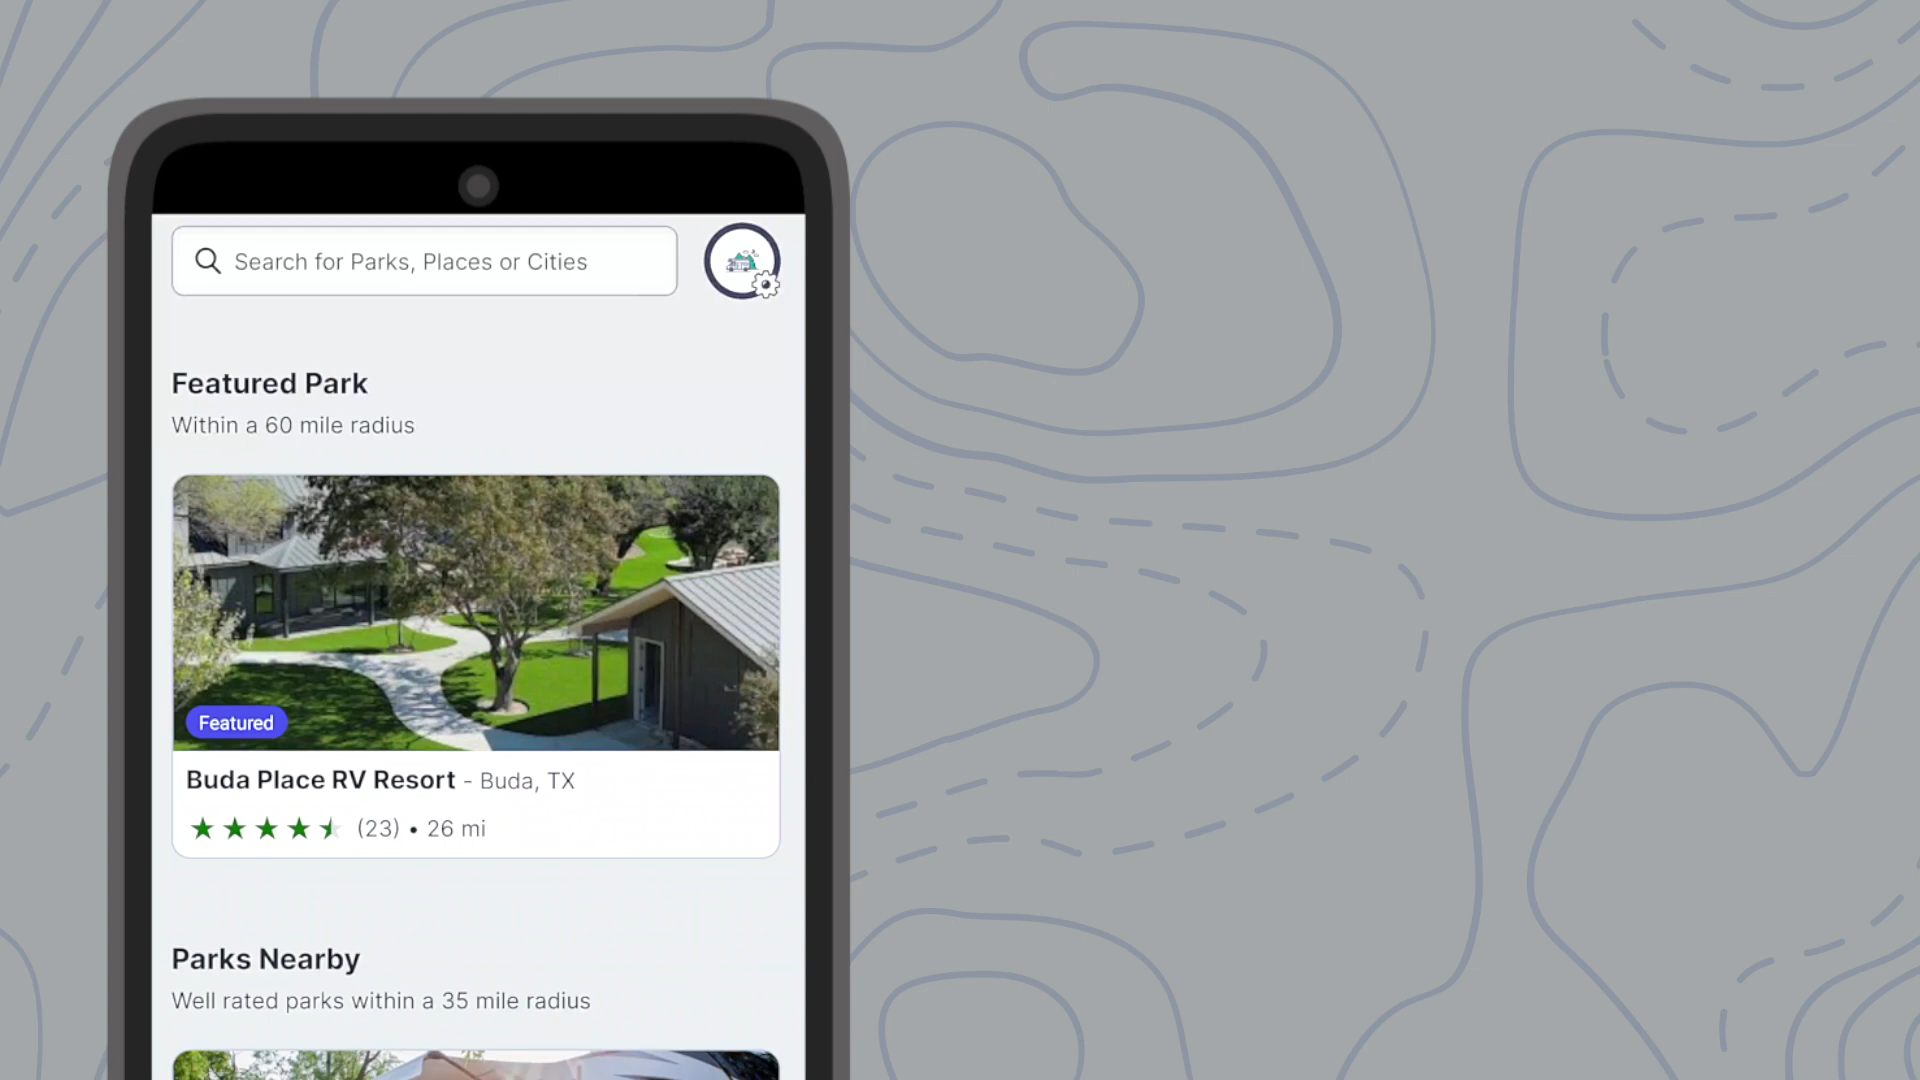 Search for Parks, Places or Cities
Featured Park
Within a 60 mile radius
Featured
Buda Place RV Resort - Buda, TX
(23) • 26 mi
Parks Nearby
Well rated parks within a 35 mile radius